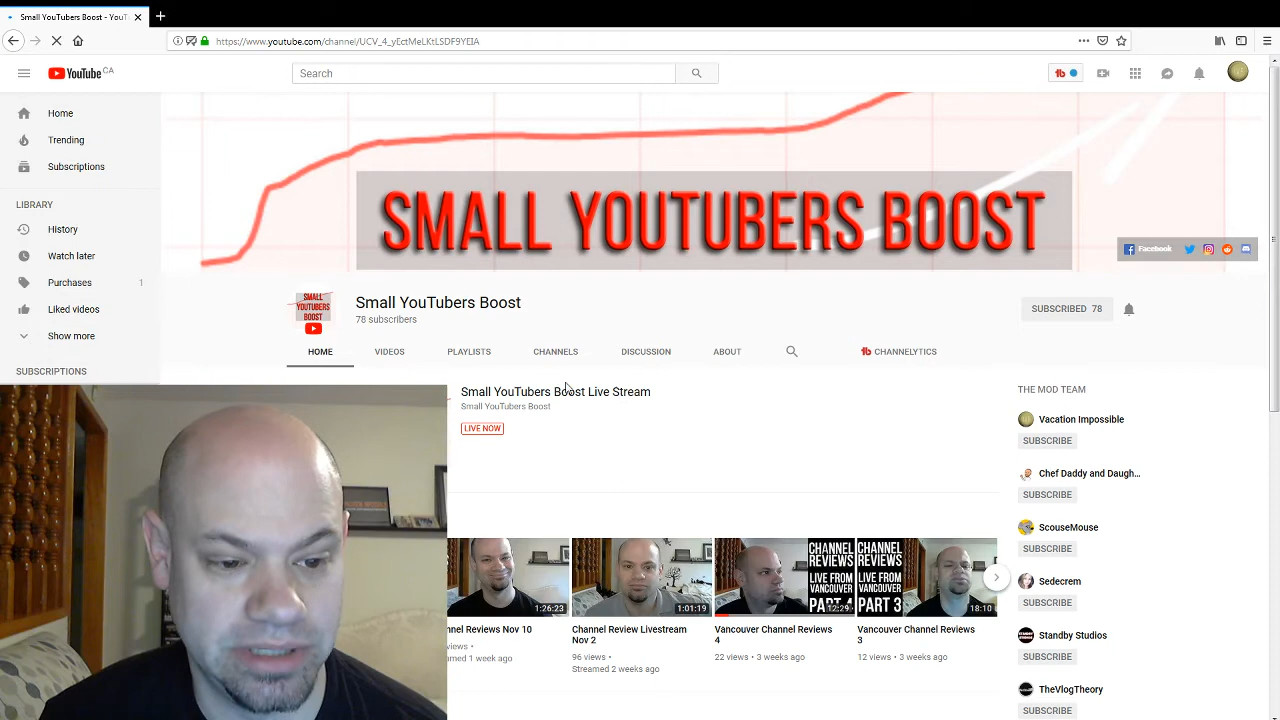 Small YouTubers Boost - YouT
https://www.youtube.com/channel/UCV_4_yEctMeLKtLSDF9YEIA
YouTube CA
Search
Home
Trending
Subscriptions
LIBRARY
History
Watch later
Purchases 1
Liked videos
Show more
SUBSCRIPTIONS
SMALL YOUTUBERS BOOST
Facebook
SMALL
YOUTUBERS
BOOST
Small YouTubers Boost
78 subscribers
SUBSCRIBED 78
HOME VIDEOS PLAYLISTS CHANNELS DISCUSSION ABOUT CHANNELYTICS
Small YouTubers Boost Live Stream
Small YouTubers Boost
LIVE NOW
THE MOD TEAM
Vacation Impossible
SUBSCRIBE
Chef Daddy and Daugh...
SUBSCRIBE
ScouseMouse
SUBSCRIBE
Sedecrem
SUBSCRIBE
Standby Studios
SUBSCRIBE
TheVlogTheory
SUBSCRIBE
1:26:23
nnel Reviews Nov 10
views •
med 1 week ago
1:01:19
Channel Review Livestream
Nov 2
96 views •
Streamed 2 weeks ago
CHANNEL
REVIEWS
LIVE FROM
VANCOUVER
PART 4
12:29
Vancouver Channel Reviews
4
22 views • 3 weeks ago
CHANNEL
REVIEWS
LIVE FROM
VANCOUVER
PART 3
18:10
Vancouver Channel Reviews
3
12 views • 3 weeks ago